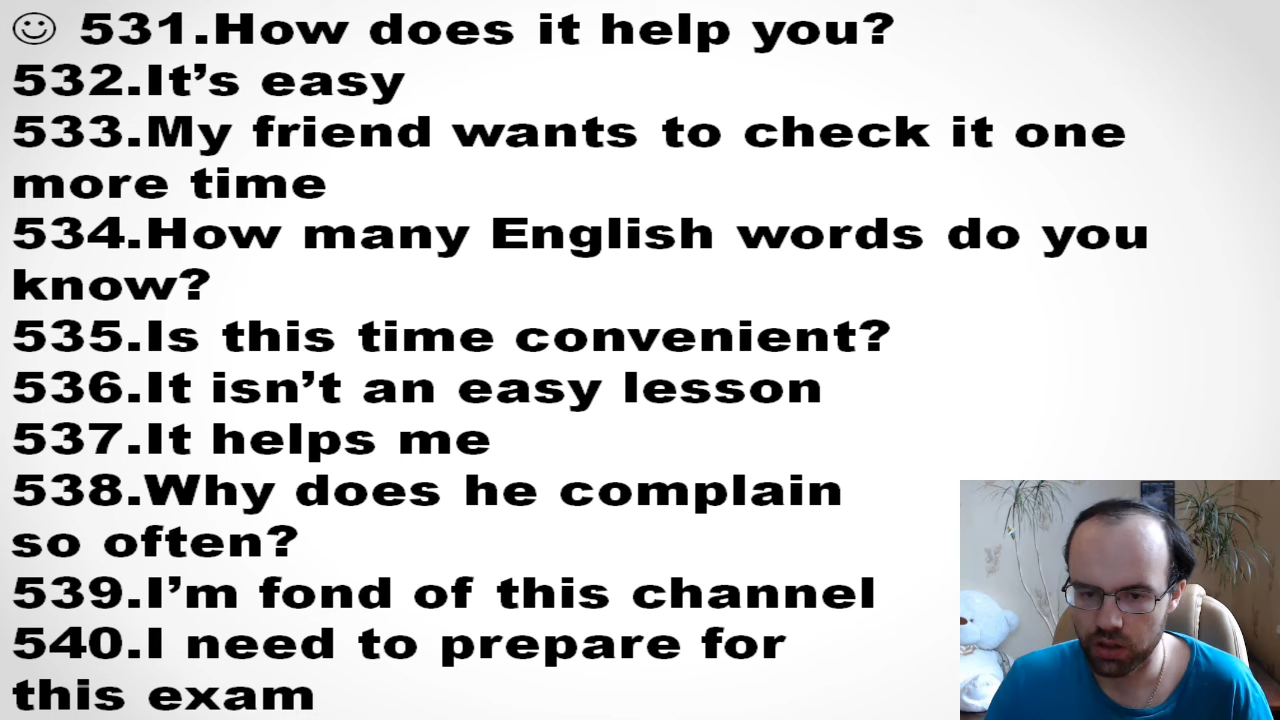 ☺ 531.How does it help you?
532.It’s easy
533.My friend wants to check it one
more time
534.How many English words do you
know?
535.Is this time convenient?
536.It isn’t an easy lesson
537.It helps me
538.Why does he complain
so often?
539.I’m fond of this channel
540.I need to prepare for
this exam